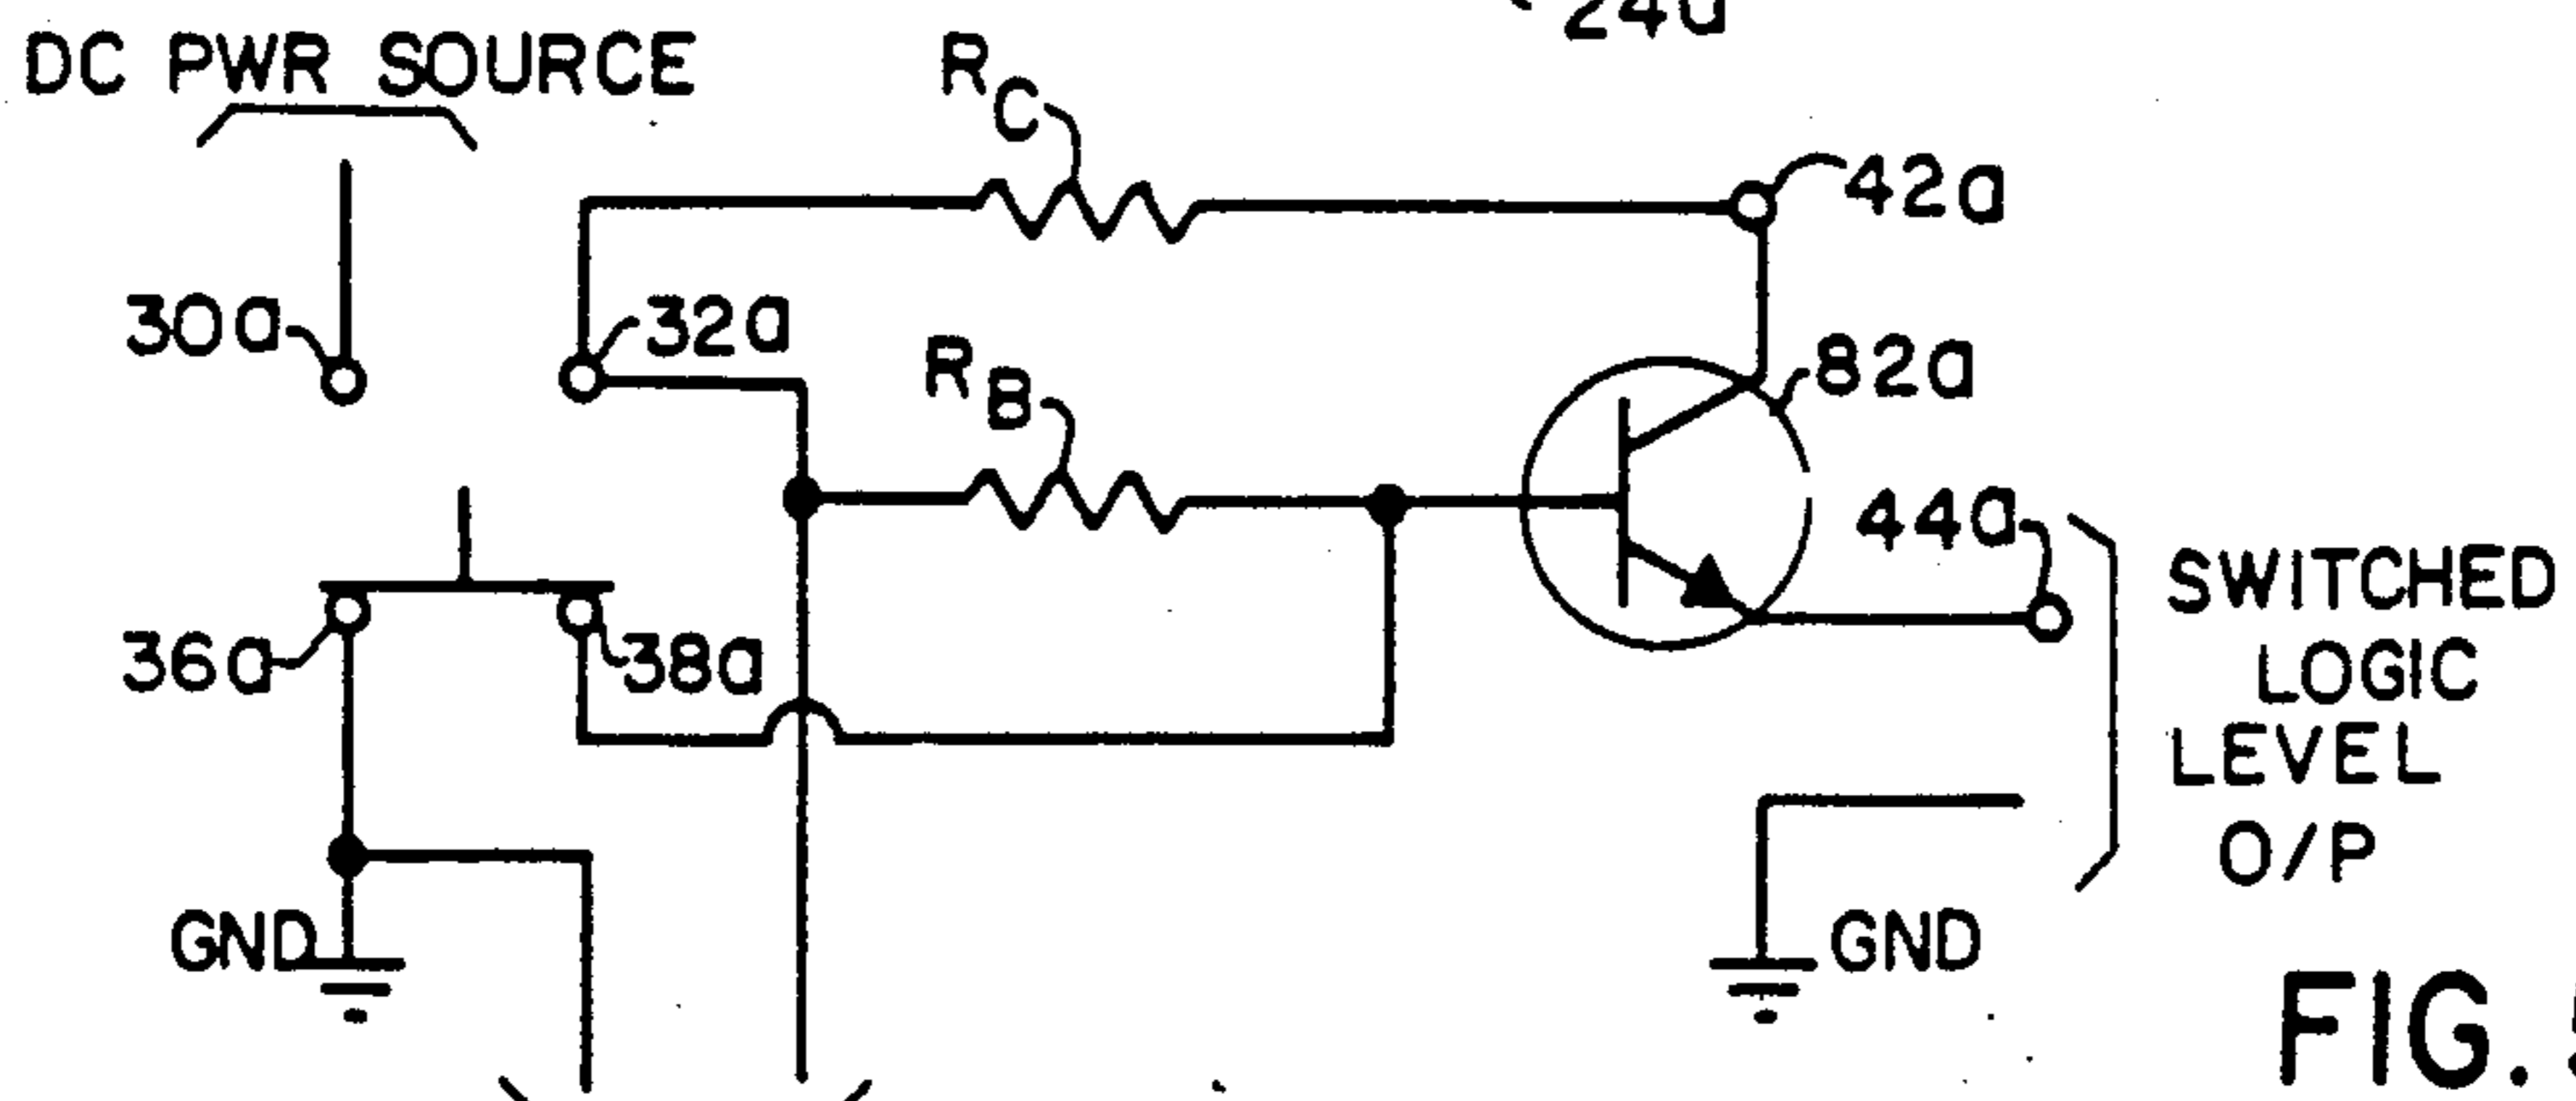 24a
DC PWR SOURCE
RC
42a
30a
32a
RB
82a
44a
SWITCHED
LOGIC
LEVEL
O/P
36a
38a
GND
GND
FIG.